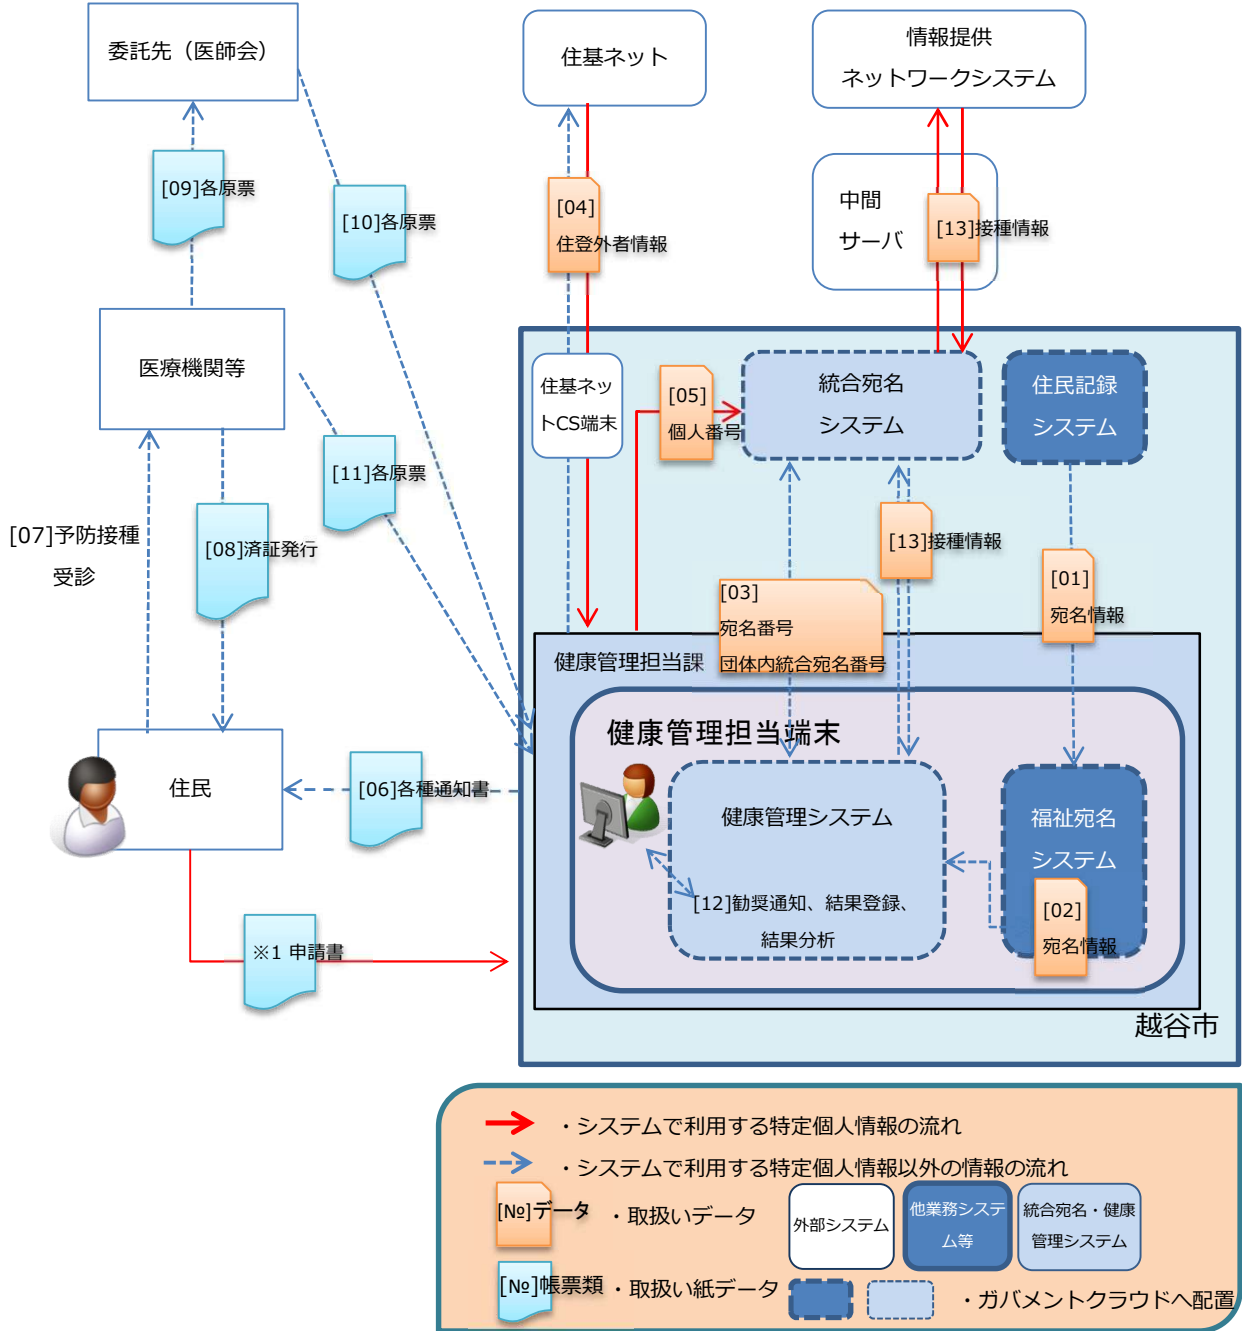 委託先（医師会）
住基ネット
情報提供
ネットワークシステム
[09]各原票
[10]各原票
[04]
住登外者情報
中間
サーバ
[13]接種情報
医療機関等
住基ネッ
トCS端末
[05]
個人番号
統合宛名
システム
住民記録
システム
[11]各原票
[07]予防接種
受診
[08]済証発行
[13]接種情報
[03]
宛名番号
団体内統合宛名番号
[01]
宛名情報
健康管理担当課
健康管理担当端末
住民
[06]各種通知書
健康管理システム
福祉宛名
システム
[12]勧奨通知、結果登録、
結果分析
[02]
宛名情報
※1 申請書
越谷市
・システムで利用する特定個人情報の流れ
・システムで利用する特定個人情報以外の情報の流れ
[№]データ
・取扱いデータ
外部システム
他業務システ
ム等
統合宛名・健康
管理システム
[№]帳票類
・取扱い紙データ
・ガバメントクラウドへ配置